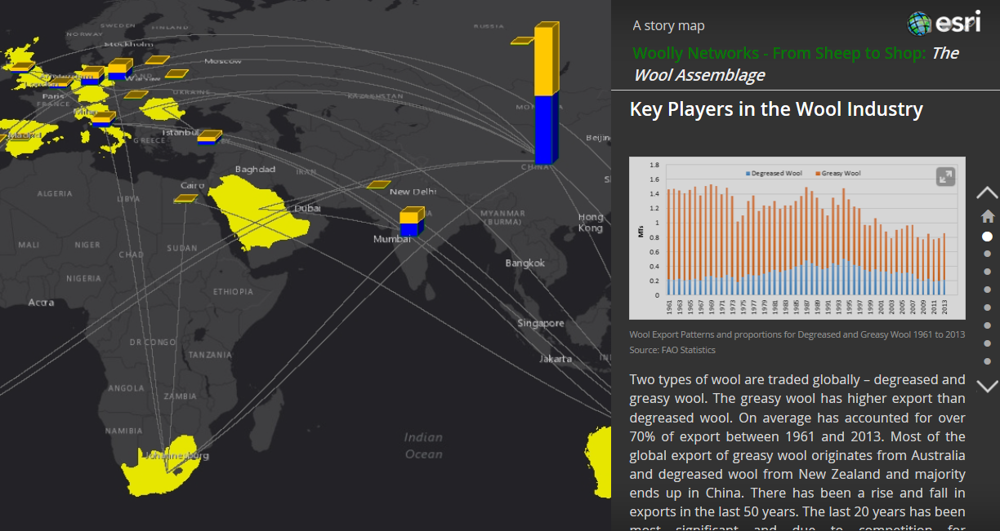 SWEDEN
FINLAND
NORWAY
Stockholm
RUSSIA
Moscow
London
Warsaw
Paris
FRANCE
UKRAINE
KAZAKHSTAN
Milan
Madrid
Istanbul
GREECE
Beijin
CHINA
Baghdad
IRAN
Cairo
New Delhi
ALGERIA
LIBYA
Dubai
MYANMAR
(BURMA)
Hong
Kong
Mumbai
MALI
NIGER
CHAD
SUDAN
Bangkok
NIGERIA
ETHIOPIA
Accra
Singapore
DR CONGO
TANZANIA
Jakarta
IN
ANGOLA
ZAMBIA
NAMIBIA
Indian
Ocean
Johannesburg
A story map
esri
Woolly Networks - From Sheep to Shop: The
Wool Assemblage
Key Players in the Wool Industry
Degreased Wool Greasy Wool
1.8
1.6
1.4
1.2
1
0.8
0.6
0.4
0.2
0
MTs
1961 1963 1965 1967 1969 1971 1973 1975 1977 1979 1981 1983 1985 1987 1989 1991 1993 1995 1997 1999 2001 2003 2005 2007 2009 2011 2013
Wool Export Patterns and proportions for Degreased and Greasy Wool 1961 to 2013
Source: FAO Statistics
Two types of wool are traded globally – degreased and
greasy wool. The greasy wool has higher export than
degreased wool. On average has accounted for over
70% of export between 1961 and 2013. Most of the
global export of greasy wool originates from Australia
and degreased wool from New Zealand and majority
ends up in China. There has been a rise and fall in
exports in the last 50 years. The last 20 years has been
most significant and due to competition for